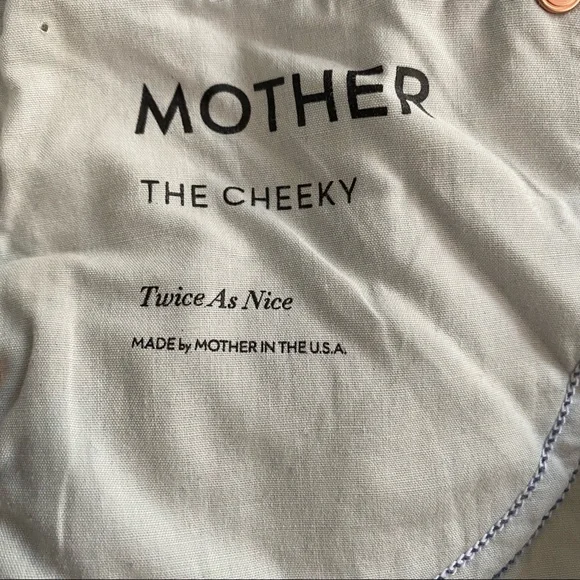 MOTHER
THE CHEEKY
Twice As Nice
MADE by MOTHER IN THE U.S.A.